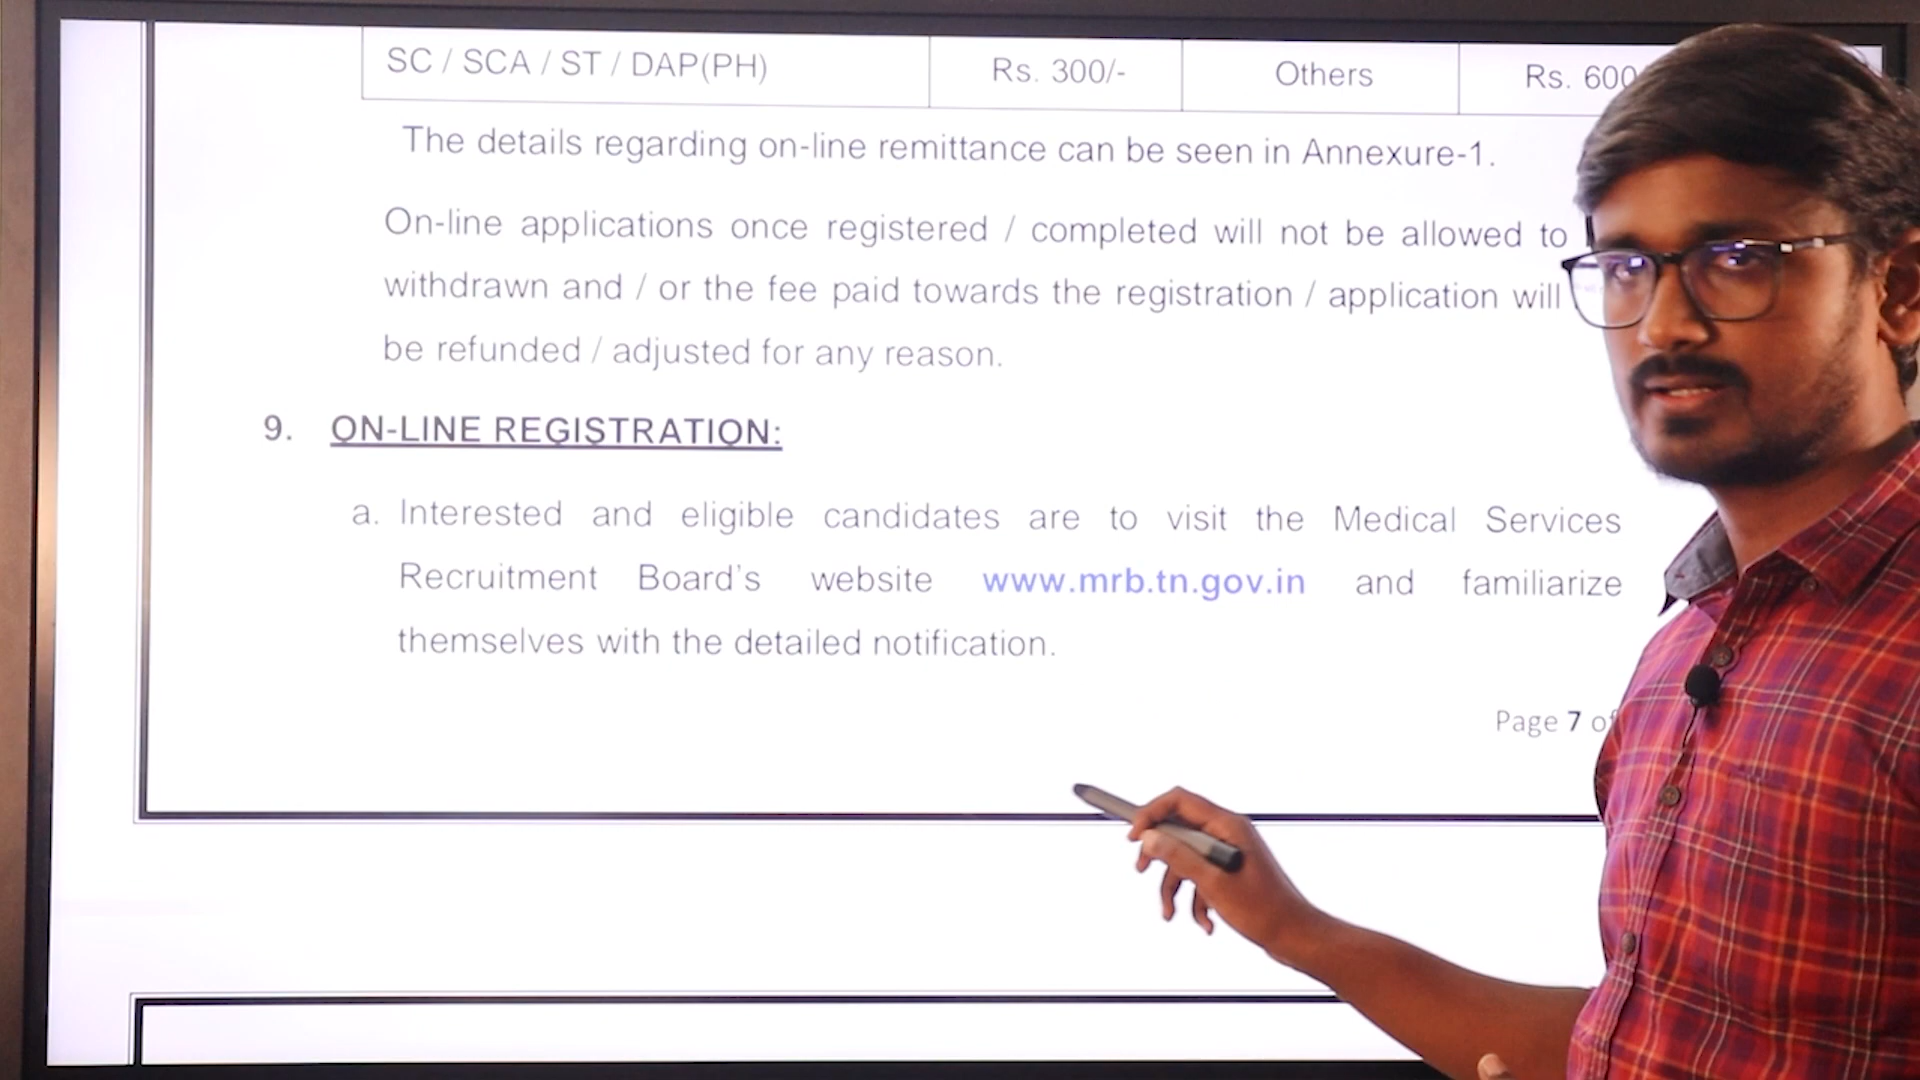 SC / SCA / ST / DAP(PH) Rs. 300/- Others Rs. 600
The details regarding on-line remittance can be seen in Annexure-1.
On-line applications once registered / completed will not be allowed to
withdrawn and / or the fee paid towards the registration / application will
be refunded / adjusted for any reason.
9. ON-LINE REGISTRATION:
a. Interested and eligible candidates are to visit the Medical Services
Recruitment Board's website www.mrb.tn.gov.in and familiarize
themselves with the detailed notification.
Page 7 of